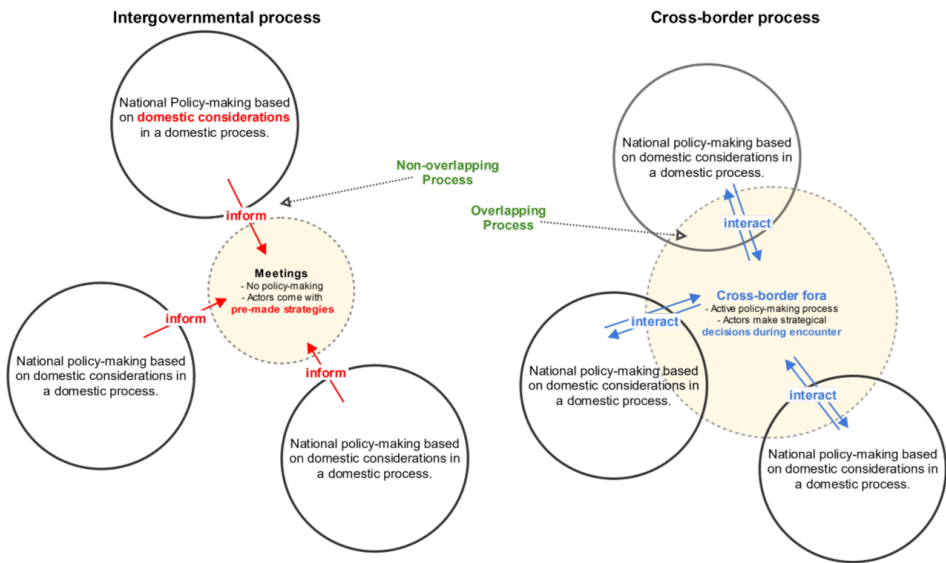 Intergovernmental process
National Policy-making based
on domestic considerations
in a domestic process.
Non-overlapping
Process
inform
Meetings
- No policy-making
- Actors come with
pre-made strategies
inform
National policy-making based
on domestic considerations in
a domestic process.
inform
National policy-making based
on domestic considerations in
a domestic process.
Cross-border process
National policy-making based
on domestic considerations in
a domestic process.
Overlapping
Process
interact
Cross-border fora
- Active policy-making process
- Actors make strategical
decisions during encounter
interact
National policy-making based
on domestic considerations in
a domestic process.
interact
National policy-making based
on domestic considerations in
a domestic process.